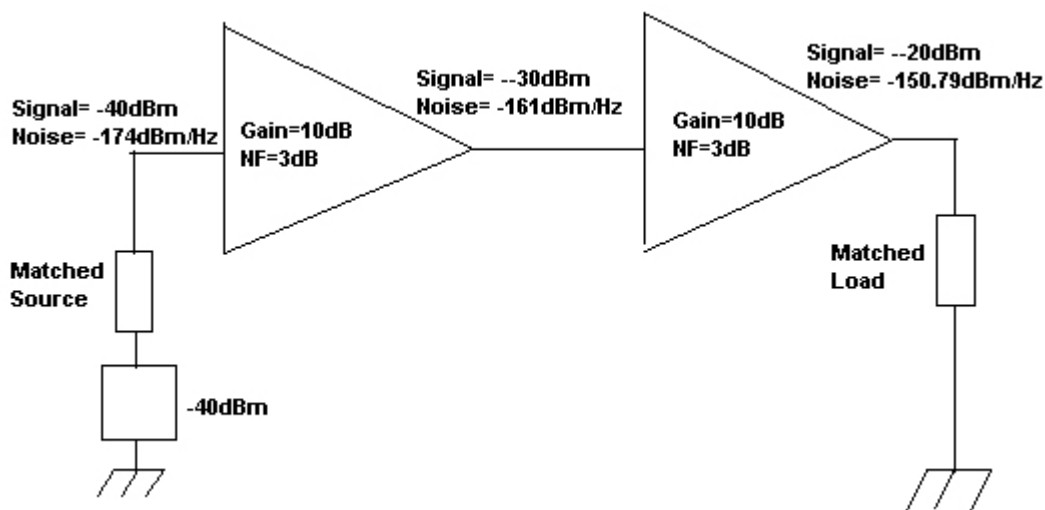 Signal= --20dBm
Noise= -150.79dBm/Hz
Signal= --30dBm
Noise= -161dBm/Hz
Signal= -40dBm
Noise= -174dBm/Hz
Gain=10dB
NF=3dB
Gain=10dB
NF=3dB
Matched
Source
Matched
Load
-40dBm